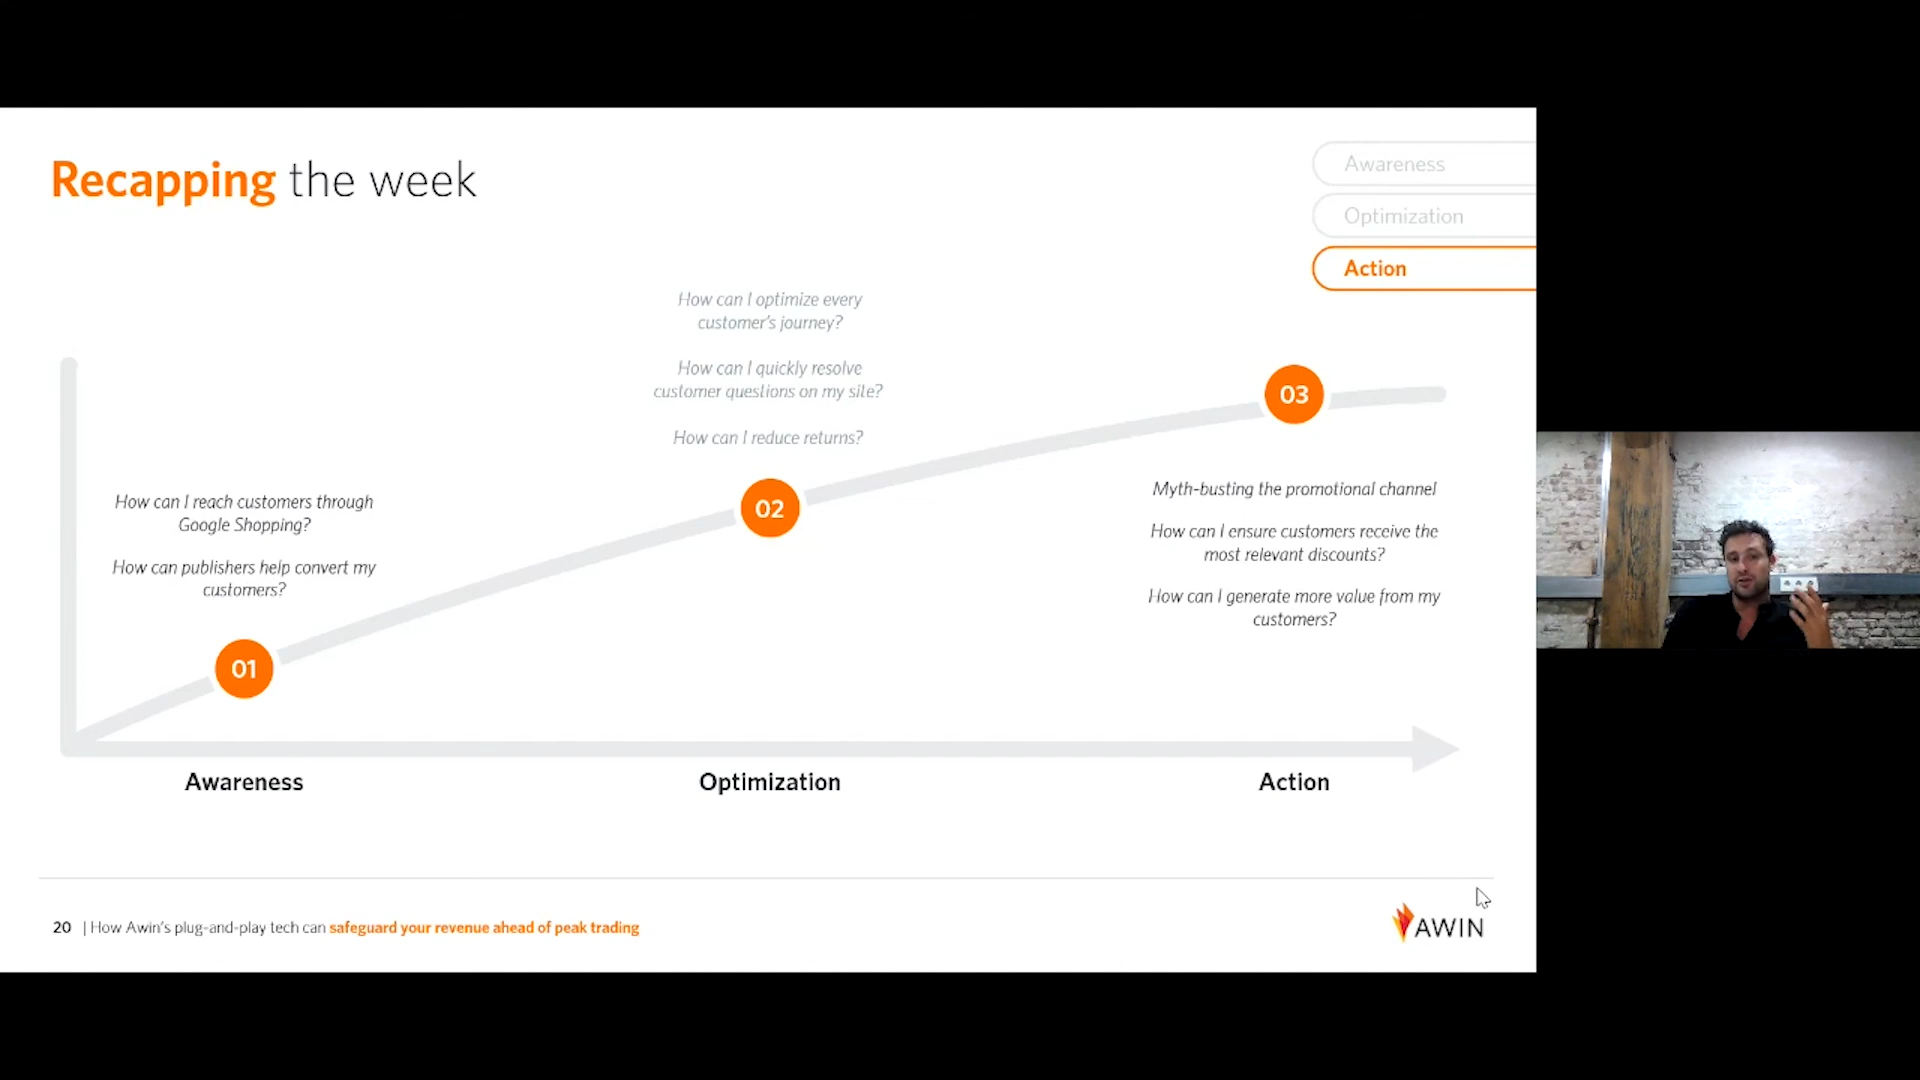 Recapping the week
Awareness
Optimization
Action
How can I optimize every
customer's journey?
How can I quickly resolve
customer questions on my site?
How can I reduce returns?
03
How can I reach customers through
Google Shopping?
How can publishers help convert my
customers?
02
Myth-busting the promotional channel
How can I ensure customers receive the
most relevant discounts?
How can I generate more value from my
customers?
01
Awareness
Optimization
Action
20 | How Awin's plug-and-play tech can safeguard your revenue ahead of peak trading
AWIN